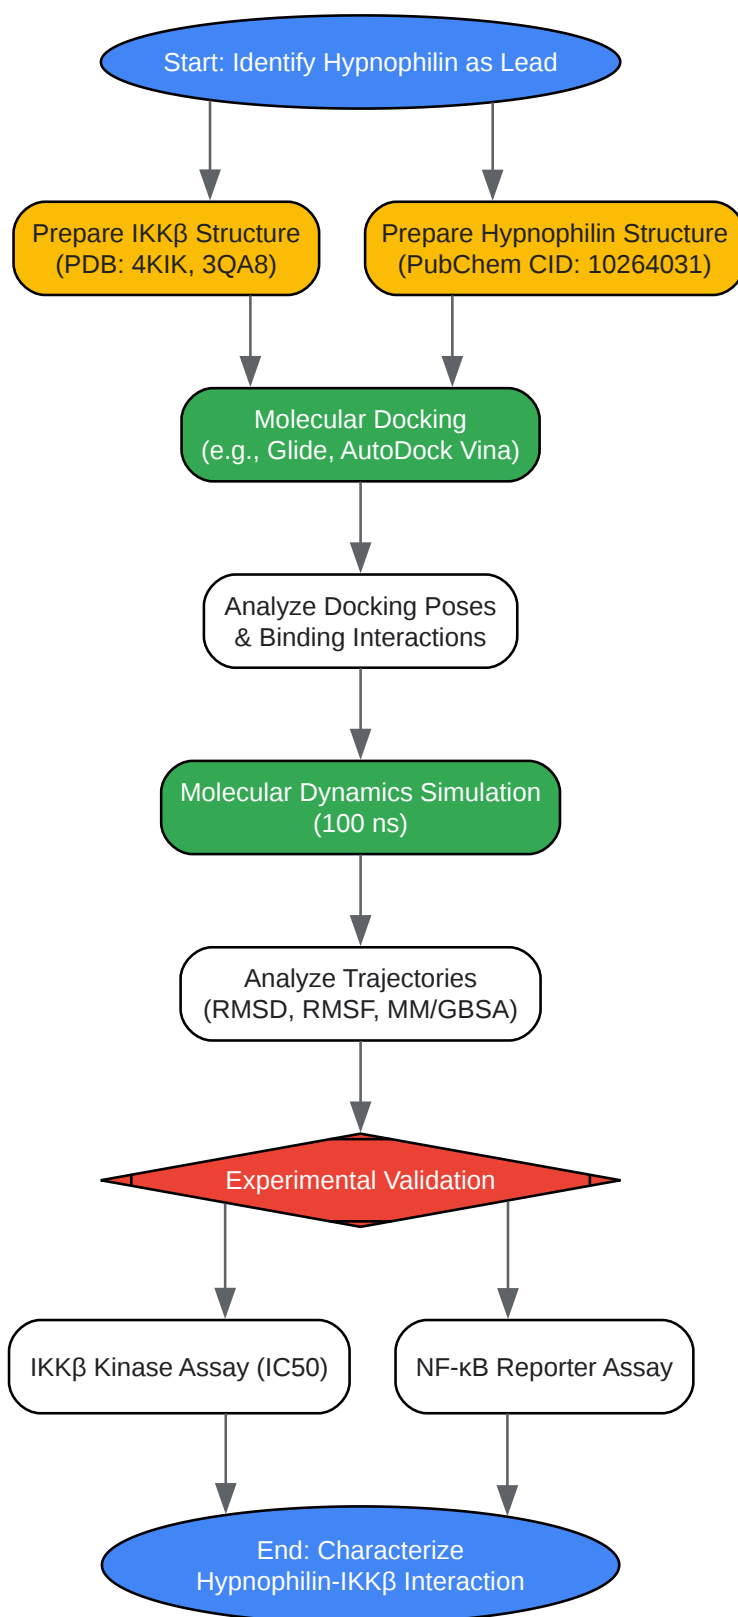 Start: Identify Hypnophilin as Lead
Prepare IKKβ Structure
(PDB: 4KIK, 3QA8)
Prepare Hypnophilin Structure
(PubChem CID: 10264031)
Molecular Docking
(e.g., Glide, AutoDock Vina)
Analyze Docking Poses
& Binding Interactions
Molecular Dynamics Simulation
(100 ns)
Analyze Trajectories
(RMSD, RMSF, MM/GBSA)
Experimental Validation
IKKβ Kinase Assay (IC50)
NF-κB Reporter Assay
End: Characterize
Hypnophilin-IKKβ Interaction